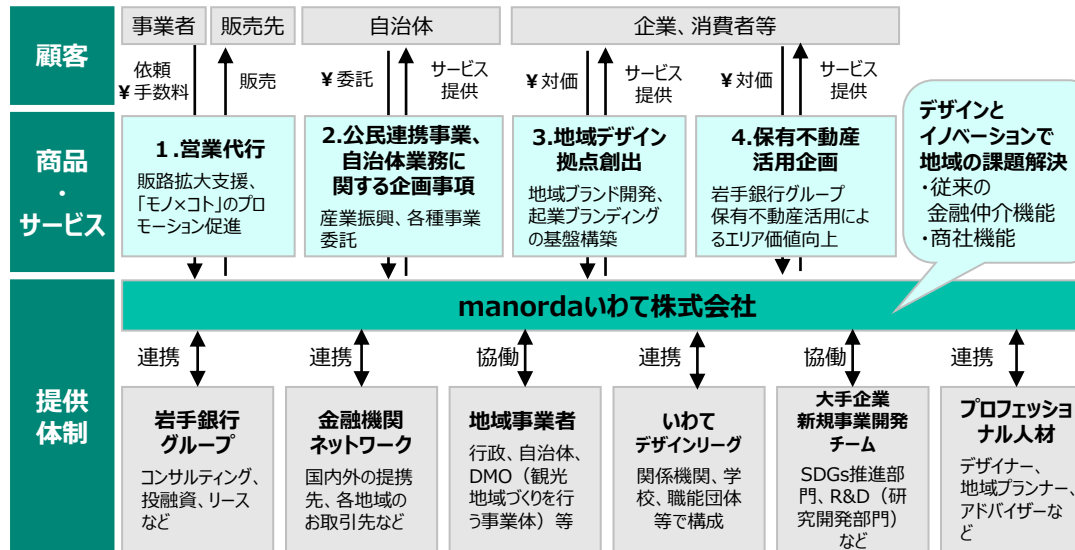 顧客
事業者
販売先
自治体
企業、消費者等
依頼
¥手数料
販売
¥委託
サービス
提供
¥対価
サービス
提供
¥対価
サービス
提供
商品
・
サービス
1.営業代行
販路拡大支援、
「モノ×コト」のプロ
モーション促進
2.公民連携事業、
自治体業務に
関する企画事項
産業振興、各種事業
委託
3.地域デザイン
拠点創出
地域ブランド開発、
起業ブランディング
の基盤構築
4.保有不動産
活用企画
岩手銀行グループ
保有不動産活用によ
るエリア価値向上
デザインと
イノベーションで
地域の課題解決
・従来の
金融仲介機能
・商社機能
manordaいわて株式会社
提供
体制
連携
連携
協働
連携
協働
連携
岩手銀行
グループ
コンサルティング、
投融資、リース
など
金融機関
ネットワーク
国内外の提携
先、各地域の
お取引先など
地域事業者
行政、自治体、
DMO（観光
地域づくりを行
う事業体）等
いわて
デザインリーグ
関係機関、学
校、職能団体
等で構成
大手企業
新規事業開発
チーム
SDGs推進部
門、R&D（研
究開発部門）
など
プロフェッショ
ナル人材
デザイナー、
地域プランナー、
アドバイザーな
ど